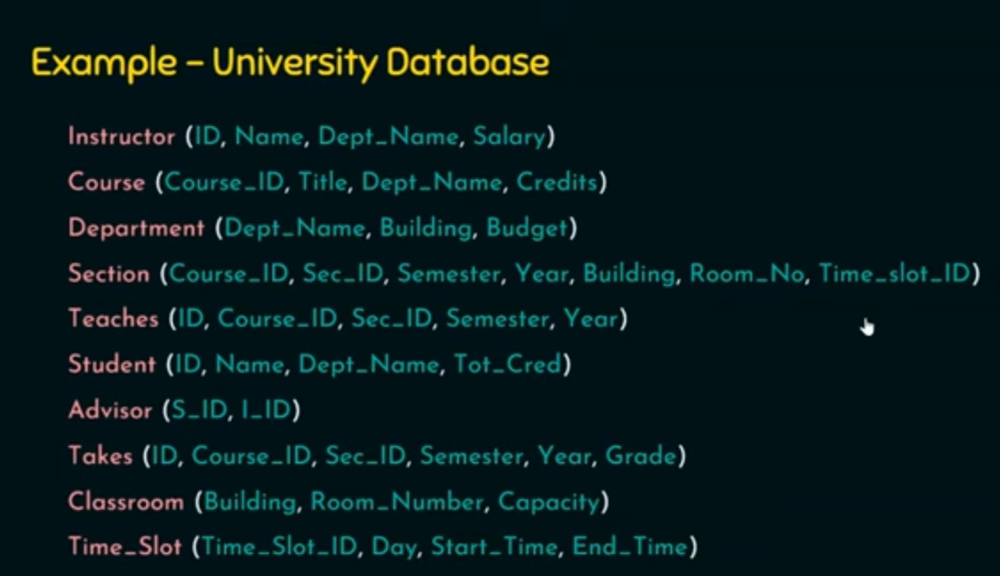 Example – University Database
Instructor (ID, Name, Dept_Name, Salary)
Course (Course_ID, Title, Dept_Name, Credits)
Department (Dept_Name, Building, Budget)
Section (Course_ID, Sec_ID, Semester, Year, Building, Room_No, Time_slot_ID)
Teaches (ID, Course_ID, Sec_ID, Semester, Year)
Student (ID, Name, Dept_Name, Tot_Cred)
Advisor (S_ID, I_ID)
Takes (ID, Course_ID, Sec_ID, Semester, Year, Grade)
Classroom (Building, Room_Number, Capacity)
Time_Slot (Time_Slot_ID, Day, Start_Time, End_Time)